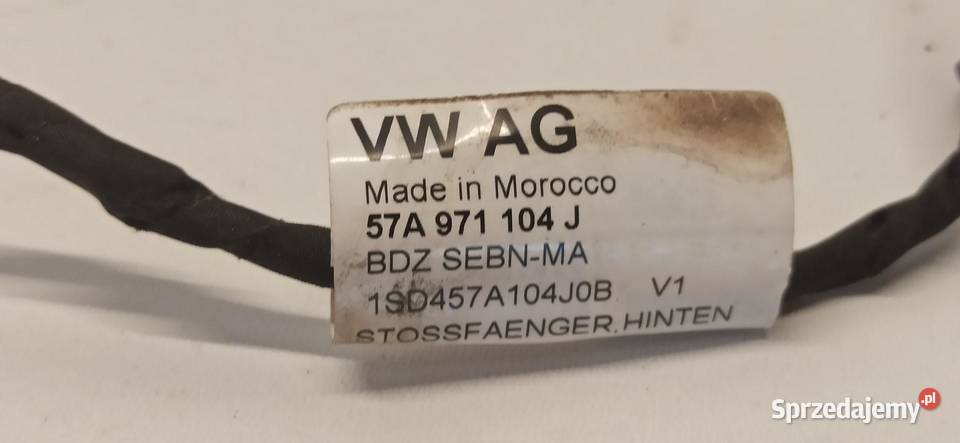 VW AG
Made in Morocco
57A 971 104 J
BDZ SEBN-MA
1SD457A104J0B V1
STOSSFAENGER.HINTEN
Sprzedajemy.pl